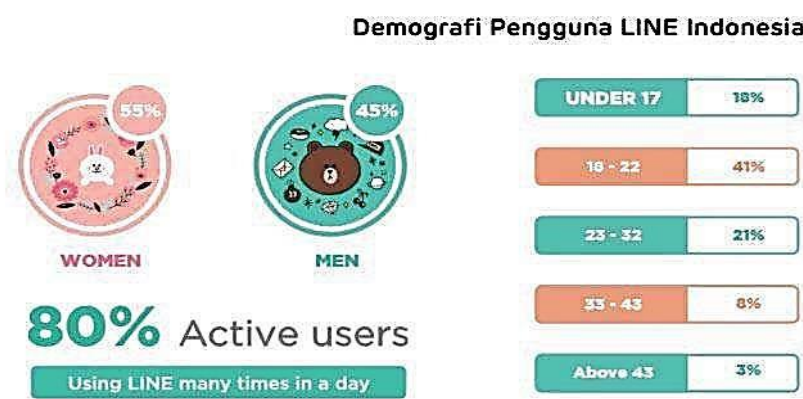 Demografi Pengguna LINE Indonesia
55%
45%
WOMEN
MEN
80% Active users
Using LINE many times in a day
UNDER 17
18%
18 - 22
41%
23 - 32
21%
33 - 43
8%
Above 43
3%